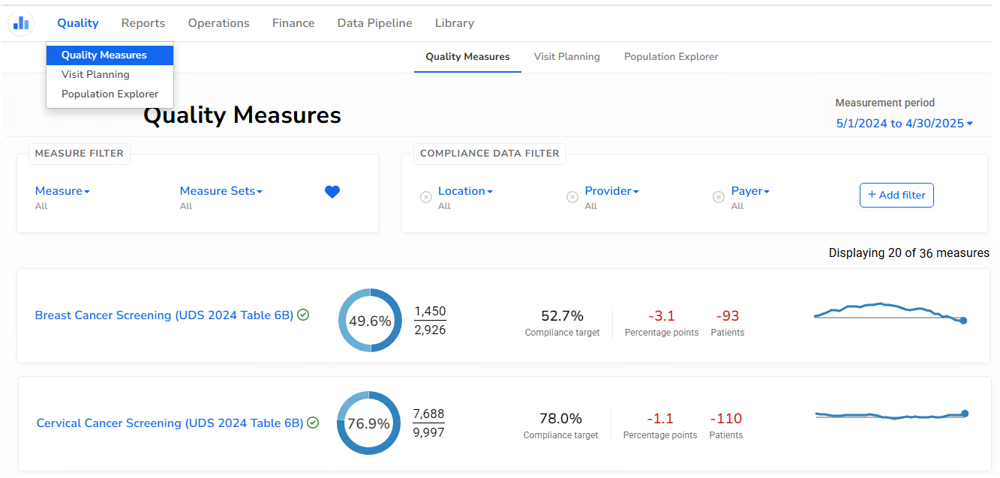 Quality Reports Operations Finance Data Pipeline Library
Quality Measures
Visit Planning
Population Explorer
Quality Measures Visit Planning Population Explorer
Quality Measures
Measurement period
5/1/2024 to 4/30/2025
MEASURE FILTER
Measure
All
Measure Sets
All
COMPLIANCE DATA FILTER
Location
All
Provider
All
Payer
All
+ Add filter
Displaying 20 of 36 measures
Breast Cancer Screening (UDS 2024 Table 6B)
49.6%
1,450
2,926
52.7%
Compliance target
-3.1
Percentage points
-93
Patients
Cervical Cancer Screening (UDS 2024 Table 6B)
76.9%
7,688
9,997
78.0%
Compliance target
-1.1
Percentage points
-110
Patients